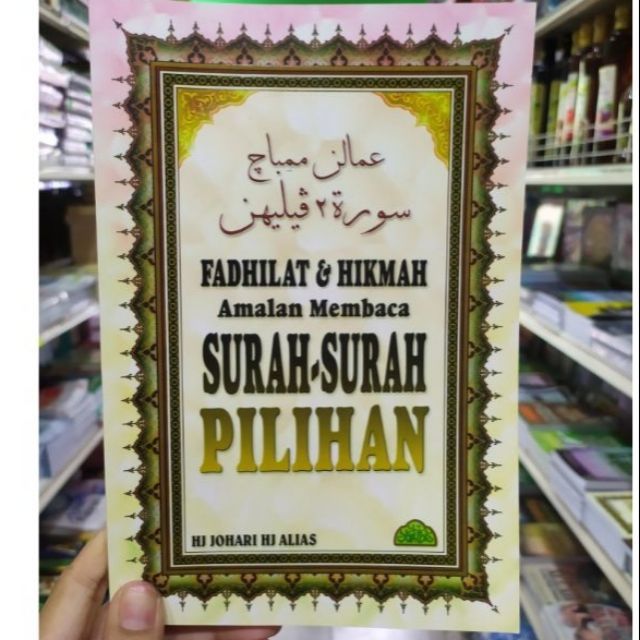 عمالن ممباچ
سورة٢ ڤيليهن
FADHILAT & HIKMAH
Amalan Membaca
SURAH-SURAH
PILIHAN
HJ JOHARI HJ ALIAS